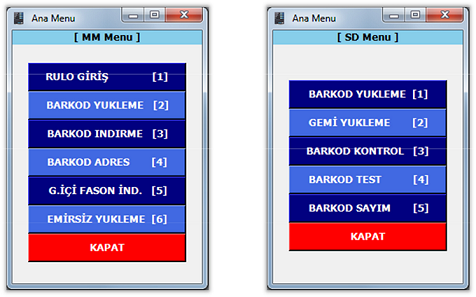 Ana Menu
[ MM Menu ]
RULO GİRİŞ [1]
BARKOD YUKLEME [2]
BARKOD INDIRME [3]
BARKOD ADRES [4]
G.İÇİ FASON İND. [5]
EMİRSİZ YUKLEME [6]
KAPAT
Ana Menu
[ SD Menu ]
BARKOD YUKLEME [1]
GEMİ YUKLEME [2]
BARKOD KONTROL [3]
BARKOD TEST [4]
BARKOD SAYIM [5]
KAPAT